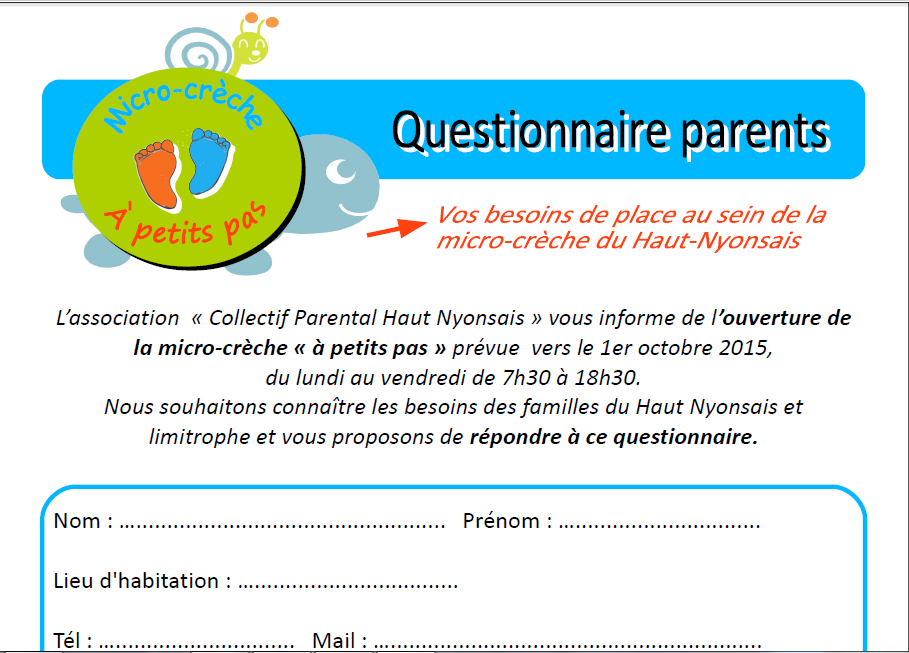 Micro-crèche
A' petits pas
Questionnaire parents
Vos besoins de place au sein de la
micro-crèche du Haut-Nyonsais
L'association « Collectif Parental Haut Nyonsais » vous informe de l'ouverture de
la micro-crèche « à petits pas » prévue vers le 1er octobre 2015,
du lundi au vendredi de 7h30 à 18h30.
Nous souhaitons connaître les besoins des familles du Haut Nyonsais et
limitrophe et vous proposons de répondre à ce questionnaire.
Nom : ...................................................... Prénom : ..................................
Lieu d'habitation : ....................................
Tél : ................................ Mail : ................................................................